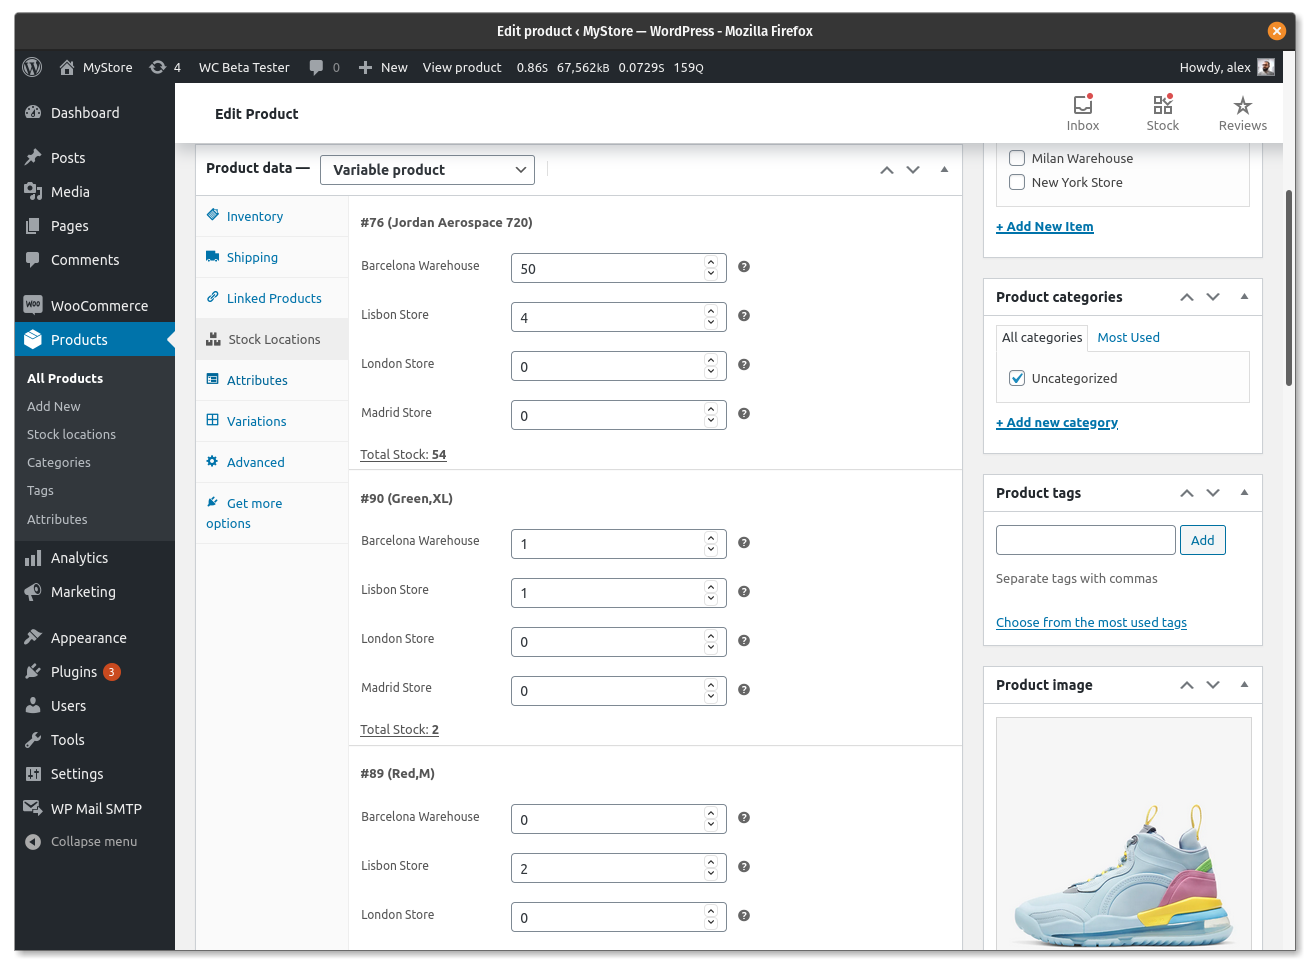 Edit product ‹ MyStore — WordPress - Mozilla Firefox
MyStore 4 WC Beta Tester 0 New View product 0.86S 67,562KB 0.0729S 159Q Howdy, alex
Edit Product
Inbox Stock Reviews
Dashboard
Posts
Media
Pages
Comments
WOO WooCommerce
Products
All Products
Add New
Stock locations
Categories
Tags
Attributes
Analytics
Marketing
Appearance
Plugins 3
Users
Tools
Settings
WP Mail SMTP
Collapse menu
Product data — Variable product
Inventory
Shipping
Linked Products
Stock Locations
Attributes
Variations
Advanced
Get more
options
#76 (Jordan Aerospace 720)
Barcelona Warehouse 50 ?
Lisbon Store 4 ?
London Store 0 ?
Madrid Store 0 ?
Total Stock: 54
#90 (Green,XL)
Barcelona Warehouse 1 ?
Lisbon Store 1 ?
London Store 0 ?
Madrid Store 0 ?
Total Stock: 2
#89 (Red,M)
Barcelona Warehouse 0 ?
Lisbon Store 2 ?
London Store 0 ?
Milan Warehouse
New York Store
+ Add New Item
Product categories
All categories Most Used
Uncategorized
+ Add new category
Product tags
Add
Separate tags with commas
Choose from the most used tags
Product image